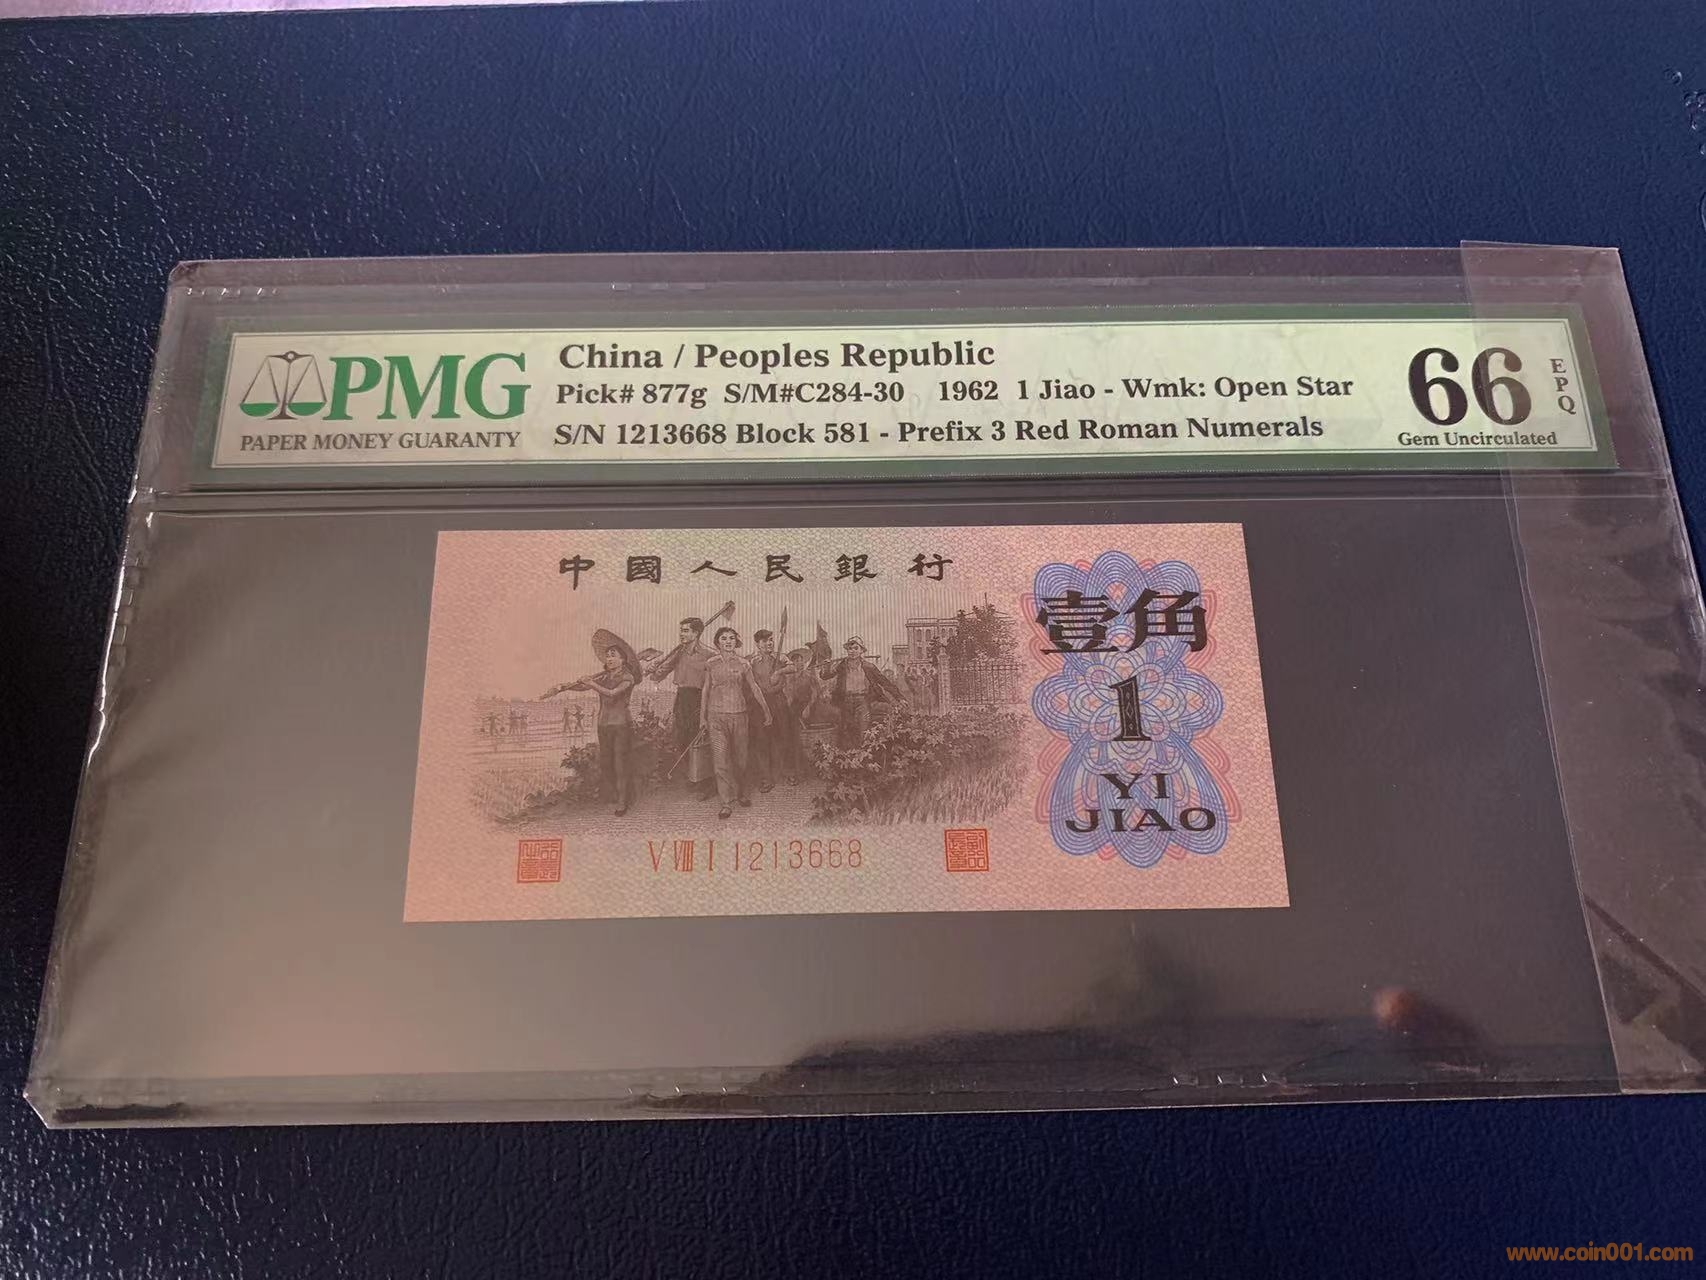 PMG
PAPER MONEY GUARANTY
China / Peoples Republic
Pick# 877g S/M#C284-30 1962 1 Jiao - Wmk: Open Star
S/N 1213668 Block 581 - Prefix 3 Red Roman Numerals
66
EPQ
Gem Uncirculated
中國人民銀行
壹角
1
YI
JIAO
V VIII I 1213668
www.coin001.com